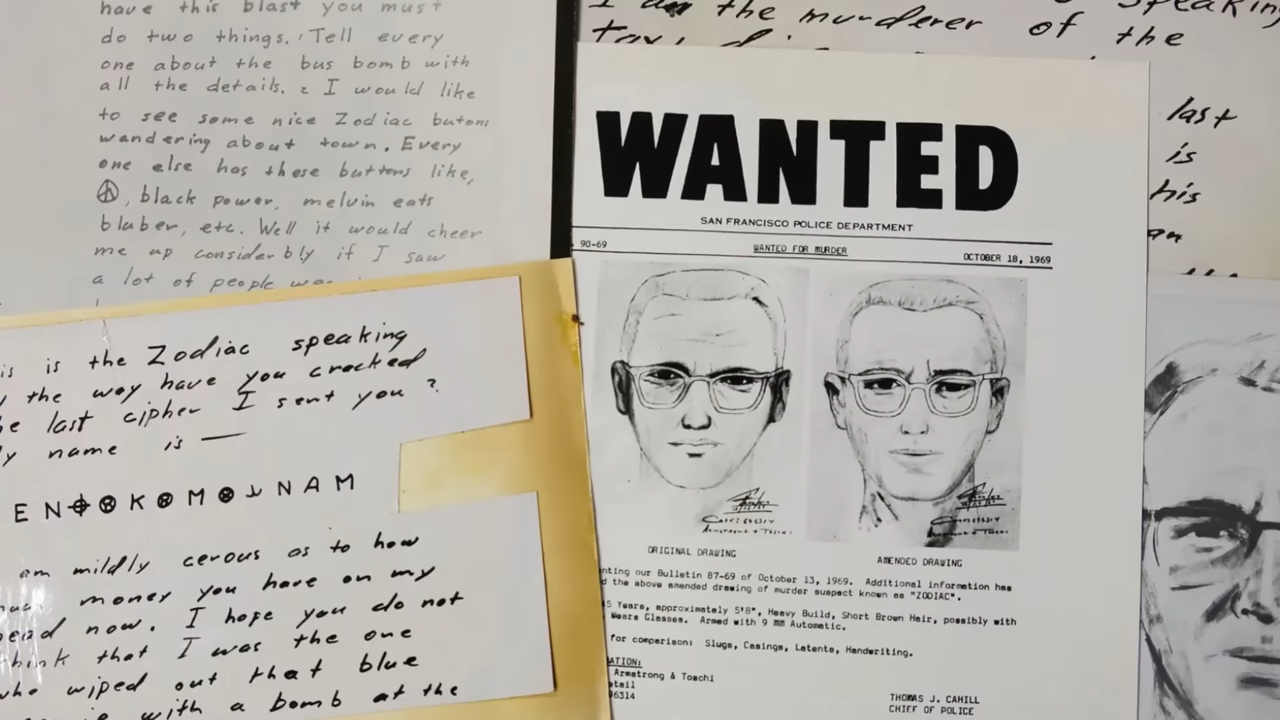 have this blast you must
do two things. Tell every
one about the bus bomb with
all the details. 2 I would like
to see some nice Zodiac butons
wandering about town. Every
one else has these buttons like,
☮, black power, melvin eats
bluber, etc. Well it would cheer
me up considerbly if I saw
a lot of people
is is the Zodiac speaking
the way have you cracked
last cipher I sent you?
name is —
E N ⌖ ⊗ K ⊗ M ⊗ ⅃ N A M
am mildly cerous as to how
money you have on my
now. I hope you do not
think that I was the one
who wiped out that blue
with a bomb at the
I am the murderer of the
speaking
last
is
his
an
WANTED
SAN FRANCISCO POLICE DEPARTMENT
90-69 WANTED FOR MURDER OCTOBER 18, 1969
ORIGINAL DRAWING AMENDED DRAWING
nting our Bulletin 87-69 of October 13, 1969. Additional information has
the above amended drawing of murder suspect known as "ZODIAC".
5 Years, approximately 5'8", Heavy Build, Short Brown Hair, possibly with
Wears Glasses. Armed with 9 MM Automatic.
for comparison: Slugs, Casings, Latents, Handwriting.
ATION:
Armstrong & Toschi
etail
96314
THOMAS J. CAHILL
CHIEF OF POLICE